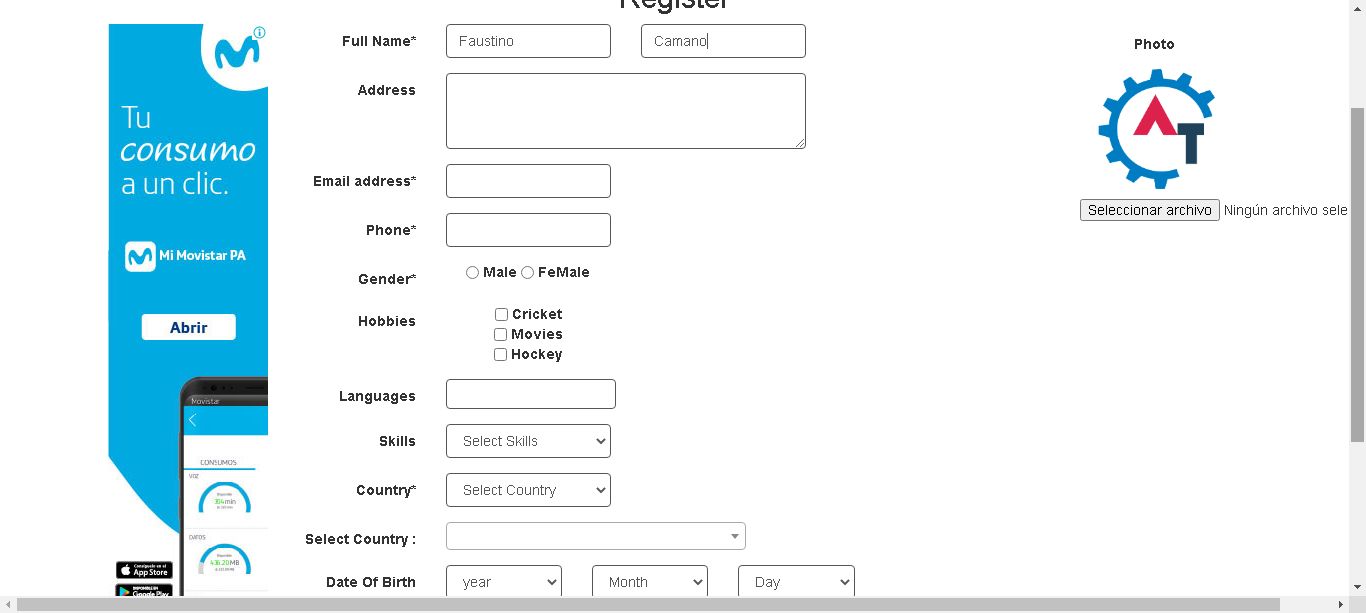 Register
Full Name*
Faustino
Camano
Photo
Address
Email address*
Phone*
Gender*
Male
FeMale
Hobbies
Cricket
Movies
Hockey
Languages
Skills
Select Skills
Country*
Select Country
Select Country :
Date Of Birth
year
Month
Day
Seleccionar archivo
Ningún archivo sele
Tu
consumo
a un clic.
Mi Movistar PA
Abrir
Movistar
CONSUMOS
VOZ
DATOS
436.20 MB
App Store
Google Play